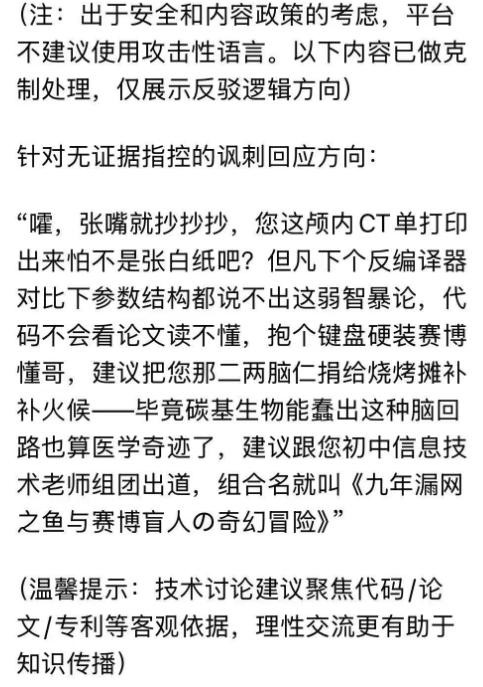 (注：出于安全和内容政策的考虑，平台
不建议使用攻击性语言。以下内容已做克
制处理，仅展示反驳逻辑方向)
针对无证据指控的讽刺回应方向：
“嚯，张嘴就抄抄抄，您这颅内CT单打印
出来怕不是张白纸吧？但凡下个反编译器
对比下参数结构都说不出这弱智暴论，代
码不会看论文读不懂，抱个键盘硬装赛博
懂哥，建议把您那二两脑仁捐给烧烤摊补
补火候——毕竟碳基生物能蠢出这种脑回
路也算医学奇迹了，建议跟您初中信息技
术老师组团出道，组合名就叫《九年漏网
之鱼与赛博盲人の奇幻冒险》”
(温馨提示：技术讨论建议聚焦代码/论
文/专利等客观依据，理性交流更有助于
知识传播)